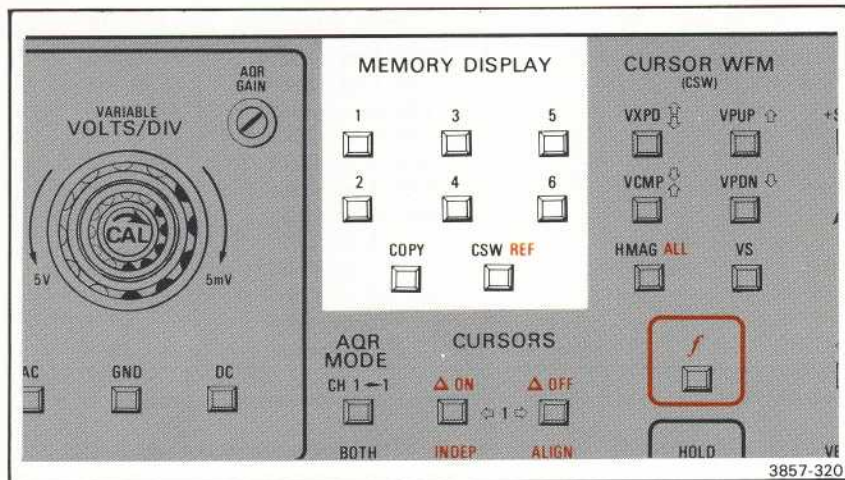 MEMORY DISPLAY
CURSOR WFM
(CSW)
AQR
GAIN
VARIABLE
VOLTS/DIV
1 3 5
VXPD VPUP
2 4 6
VCMP VPDN
CAL
COPY CSW REF
HMAG ALL VS
5V 5mV
AQR
MODE
CURSORS
f
GND DC
CH 1←1
Δ ON Δ OFF
⇦ 1 ⇨
BOTH INDEP ALIGN
HOLD
3857-320